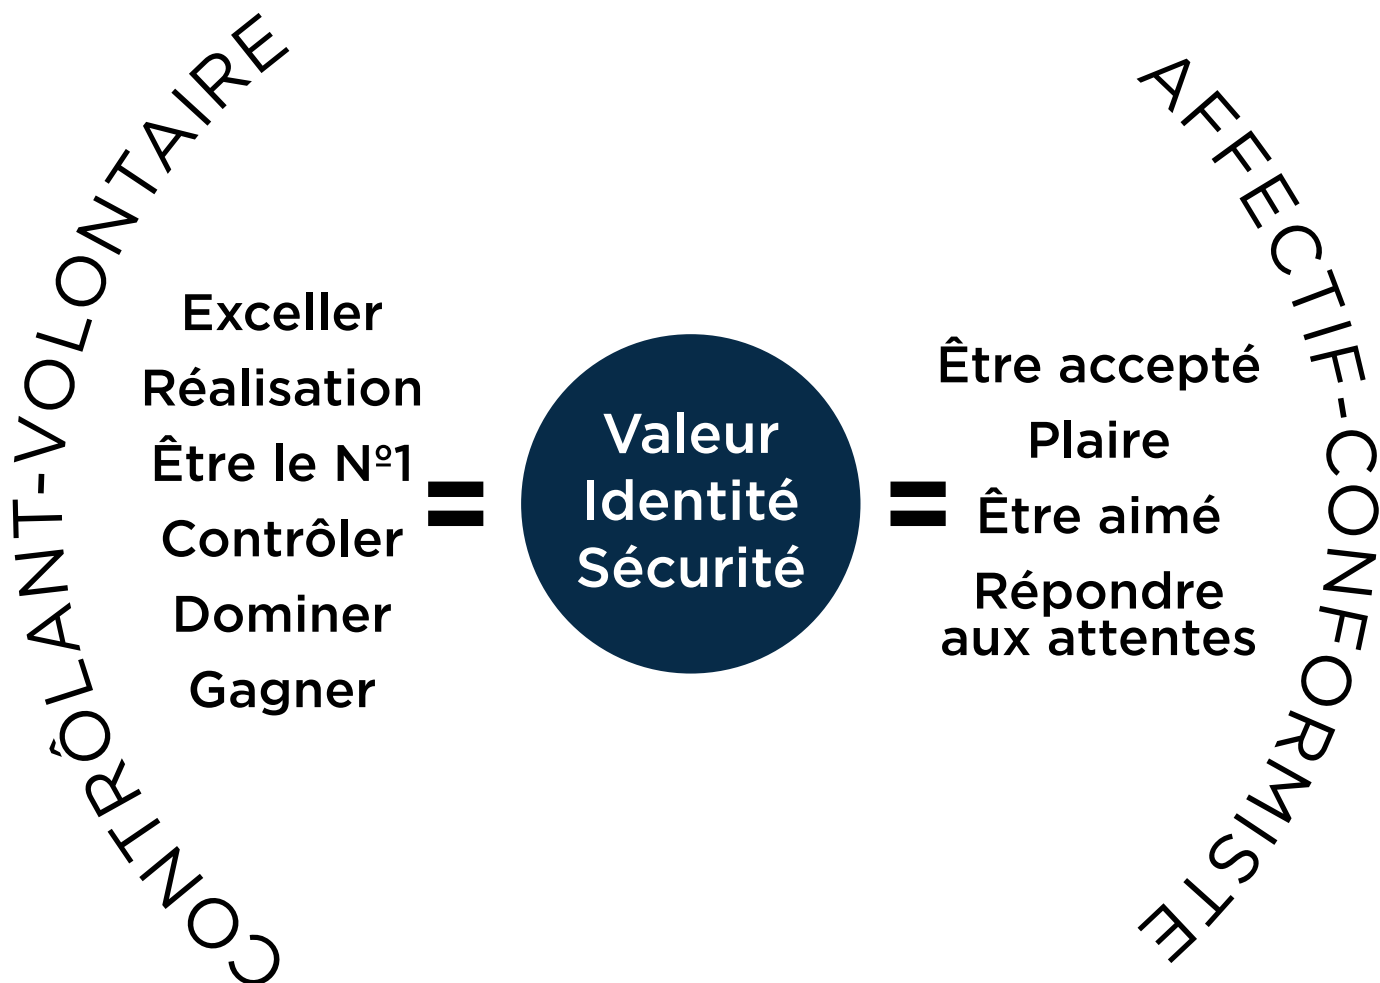 CONTRÔLANT-VOLONTAIRE
Exceller
Réalisation
Être le Nº1
Contrôler
Dominer
Gagner
=
Valeur
Identité
Sécurité
=
Être accepté
Plaire
Être aimé
Répondre
aux attentes
AFFECTIF-CONFORMISTE